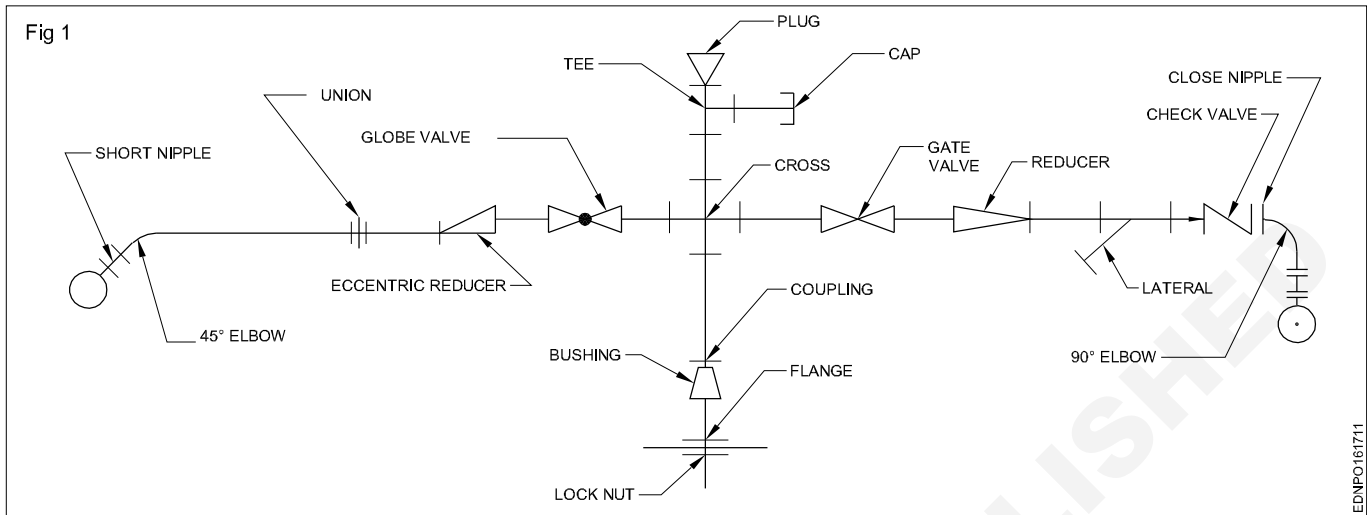 Fig 1
PLUG
TEE
CAP
CLOSE NIPPLE
UNION
CHECK VALVE
GLOBE VALVE
GATE
VALVE
REDUCER
SHORT NIPPLE
CROSS
ECCENTRIC REDUCER
COUPLING
LATERAL
45° ELBOW
BUSHING
FLANGE
90° ELBOW
LOCK NUT
EDNPO161711
LISHED